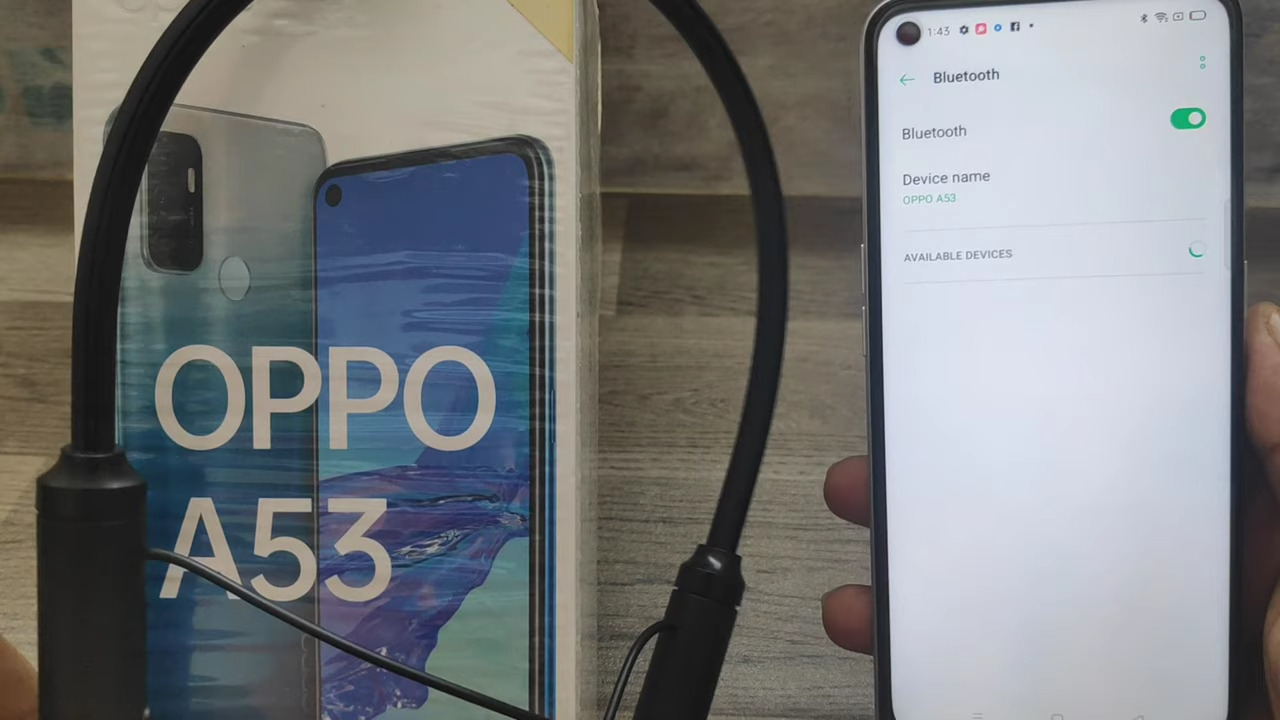 OPPO
A53
1:43
Bluetooth
Bluetooth
Device name
OPPO A53
AVAILABLE DEVICES